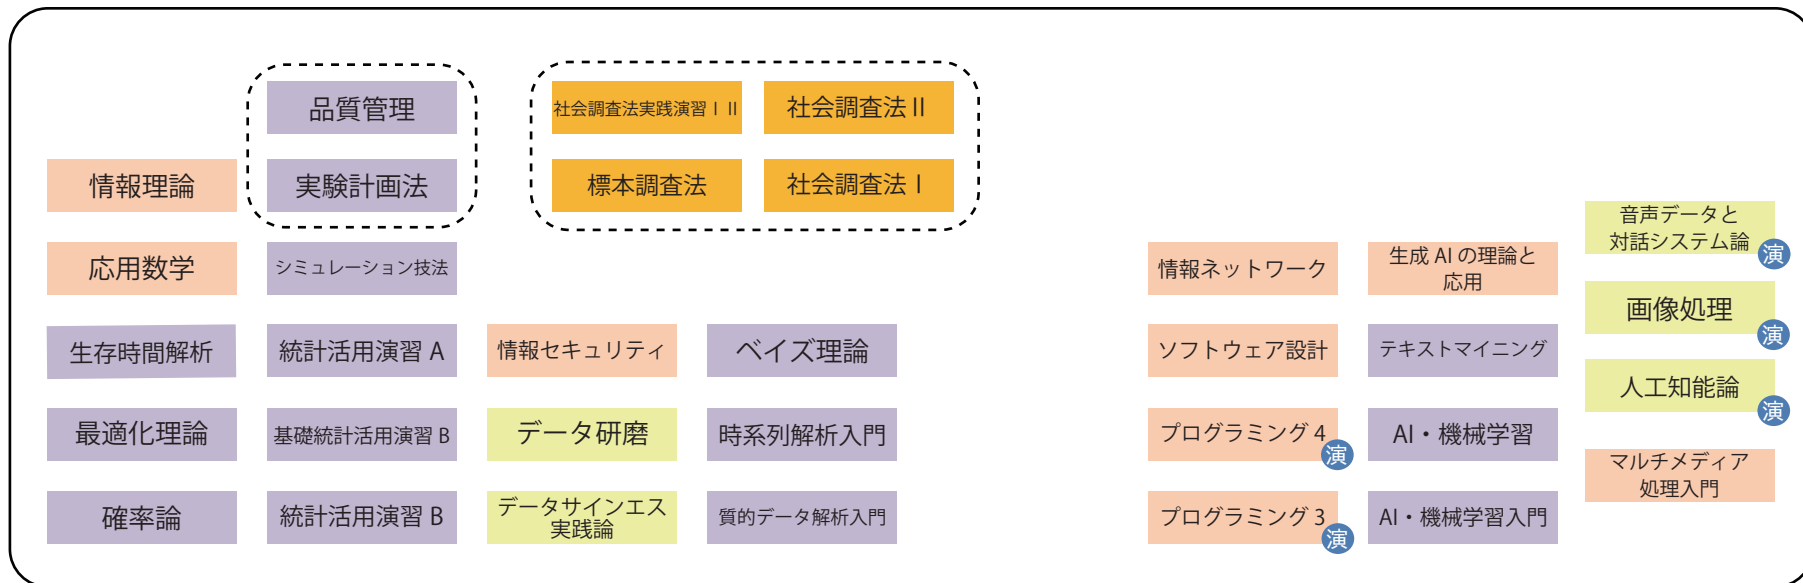 品質管理
社会調査法実践演習ⅠⅡ
社会調査法Ⅱ
情報理論
実験計画法
標本調査法
社会調査法Ⅰ
音声データと
対話システム論
演
応用数学
シミュレーション技法
情報ネットワーク
生成 AI の理論と
応用
画像処理
演
生存時間解析
統計活用演習 A
情報セキュリティ
ベイズ理論
ソフトウェア設計
テキストマイニング
人工知能論
演
最適化理論
基礎統計活用演習 B
データ研磨
時系列解析入門
プログラミング 4
演
AI・機械学習
マルチメディア
処理入門
確率論
統計活用演習 B
データサインエス
実践論
質的データ解析入門
プログラミング 3
演
AI・機械学習入門